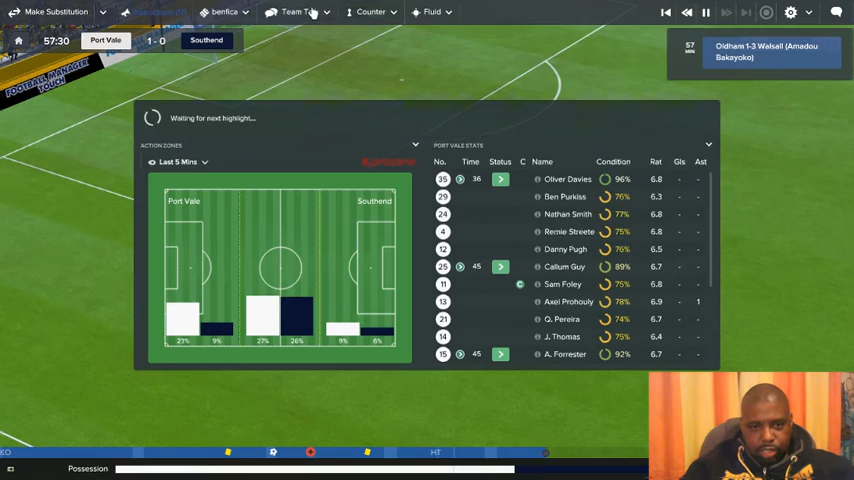 Make Substitution benfica Team Talk Counter Fluid
57:30 Port Vale 1 - 0 Southend
57 MIN Oldham 1-3 Walsall (Amadou Bakayoko)
FOOTBALL MANAGER TOUCH
Waiting for next highlight...
ACTION ZONES
Last 5 Mins
Port Vale Southend
23% 9% 27% 26% 9% 6%
PORT VALE STATS
No. Time Status C Name Condition Rat Gls Ast
35 36 Oliver Davies 96% 6.8 - -
29 Ben Purkiss 76% 6.3 - -
24 Nathan Smith 77% 6.8 - -
4 Remie Streete 75% 6.8 - -
12 Danny Pugh 76% 6.5 - -
25 45 Callum Guy 89% 6.7 - -
11 C Sam Foley 75% 6.8 - -
13 Axel Prohouly 78% 6.9 - 1
21 Q. Pereira 74% 6.7 - -
14 J. Thomas 75% 6.4 - -
15 45 A. Forrester 92% 6.7 - -
KO HT
Possession